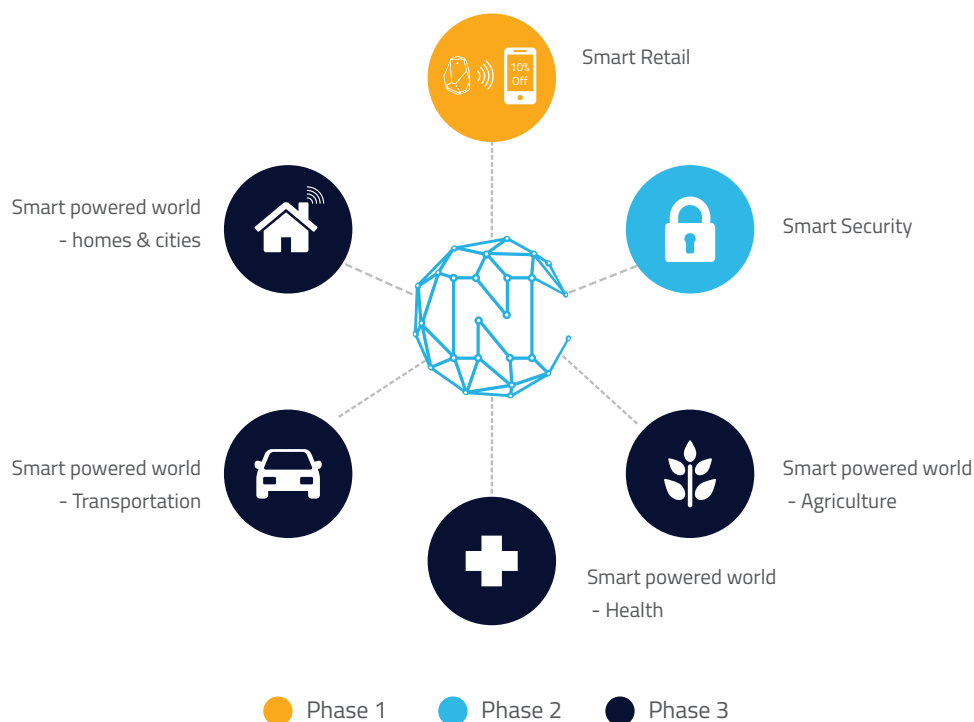 10%
Off
Smart Retail
Smart powered world
- homes & cities
Smart Security
Smart powered world
- Transportation
Smart powered world
- Agriculture
Smart powered world
- Health
Phase 1
Phase 2
Phase 3